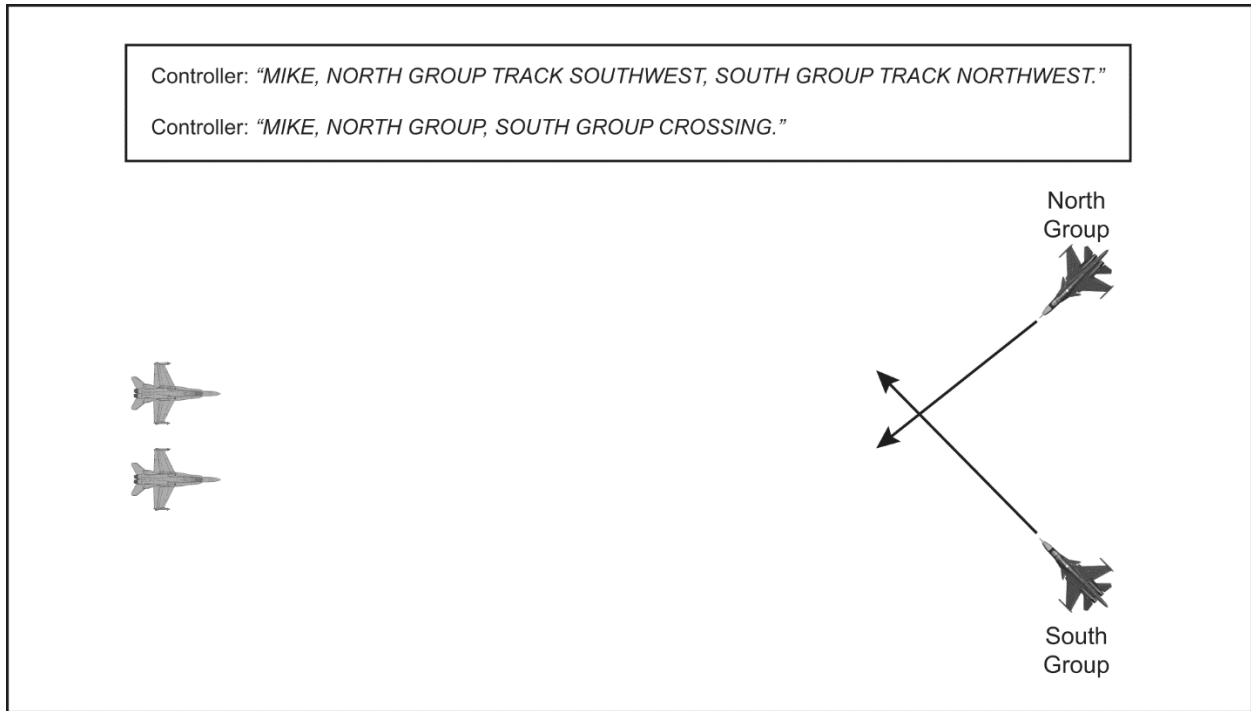 Controller: “MIKE, NORTH GROUP TRACK SOUTHWEST, SOUTH GROUP TRACK NORTHWEST.”
Controller: “MIKE, NORTH GROUP, SOUTH GROUP CROSSING.”
North
Group
South
Group